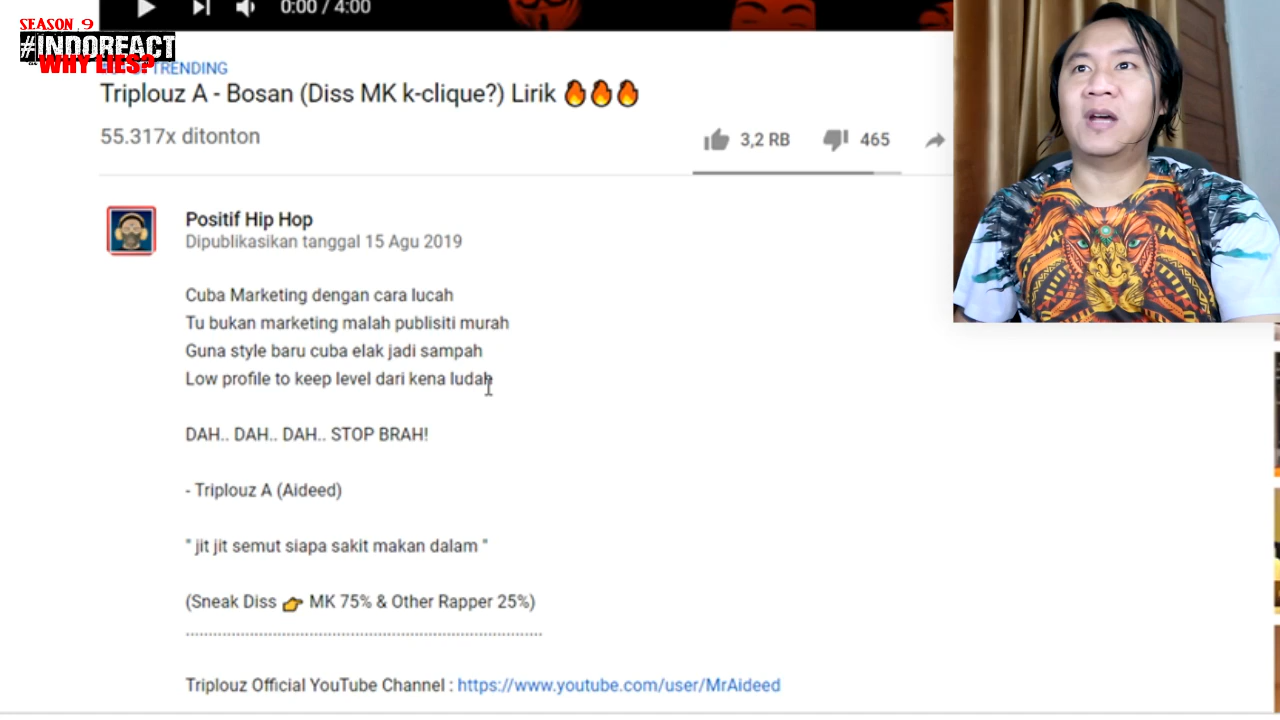 SEASON 9
#INDOREACT
WHY LIES?
0:00 / 4:00
TRENDING
Triplouz A - Bosan (Diss MK k-clique?) Lirik 🔥🔥🔥
55.317x ditonton
3,2 RB
465
Positif Hip Hop
Dipublikasikan tanggal 15 Agu 2019
Cuba Marketing dengan cara lucah
Tu bukan marketing malah publisiti murah
Guna style baru cuba elak jadi sampah
Low profile to keep level dari kena ludah
DAH.. DAH.. DAH.. STOP BRAH!
- Triplouz A (Aideed)
" jit jit semut siapa sakit makan dalam "
(Sneak Diss 👉 MK 75% & Other Rapper 25%)
Triplouz Official YouTube Channel : https://www.youtube.com/user/MrAideed